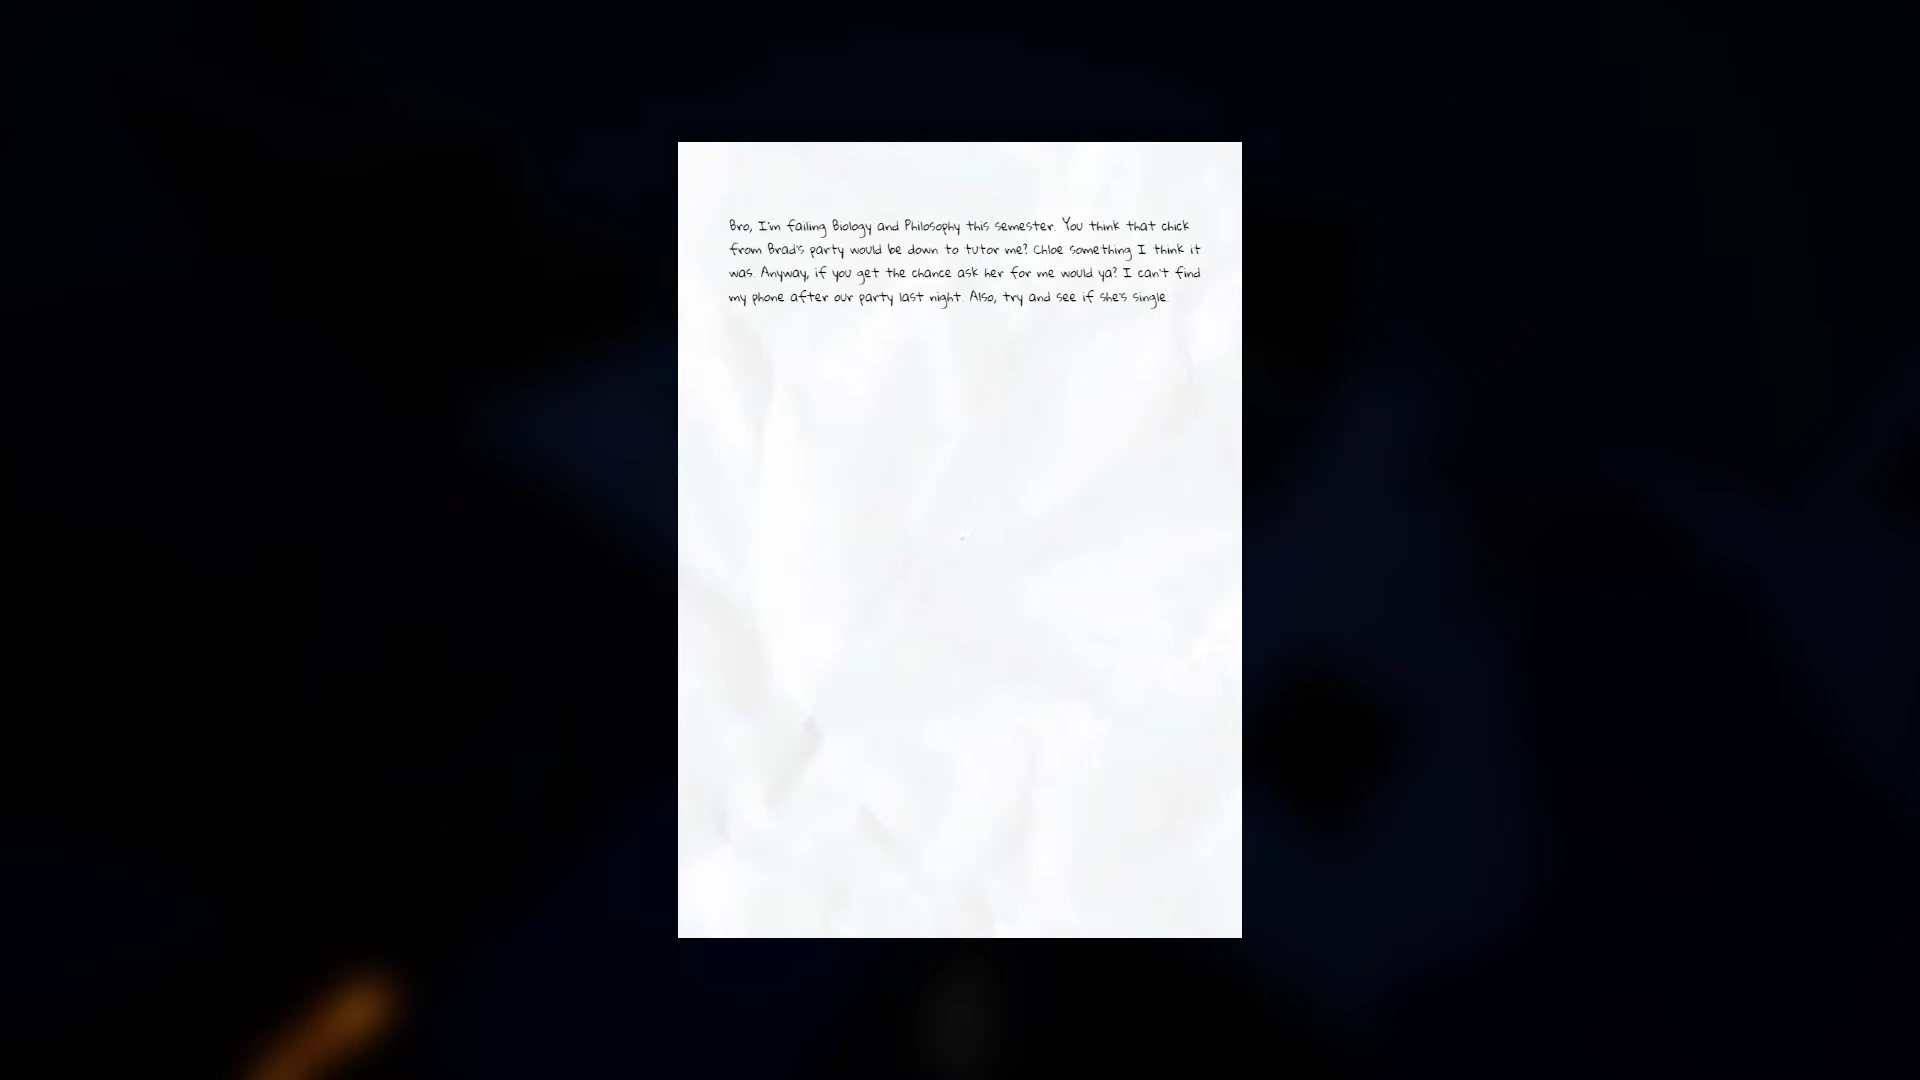 Bro, I'm failing Biology and Philosophy this semester. You think that chick
from Brad's party would be down to tutor me? Chloe something I think it
was. Anyway, if you get the chance ask her for me would ya? I can't find
my phone after our party last night. Also, try and see if she's single.